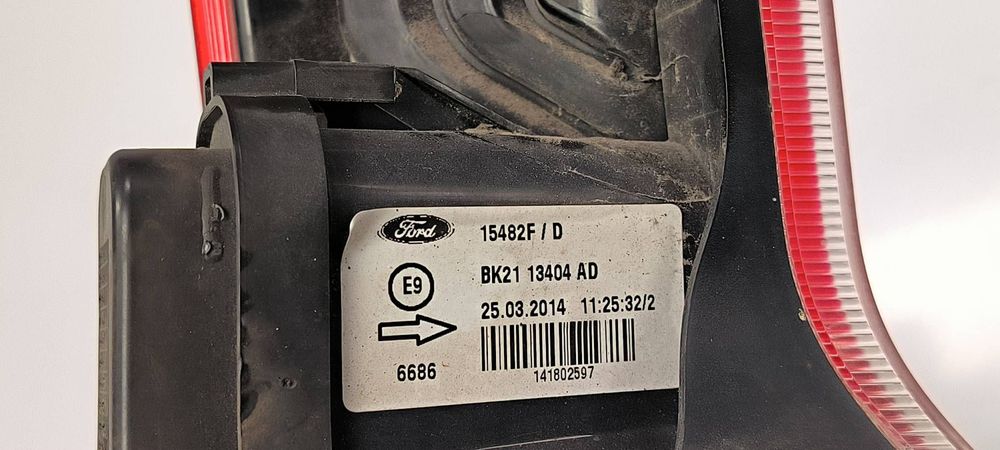 Ford
15482F / D
E9
BK21 13404 AD
25.03.2014 11:25:32/2
6686
141802597